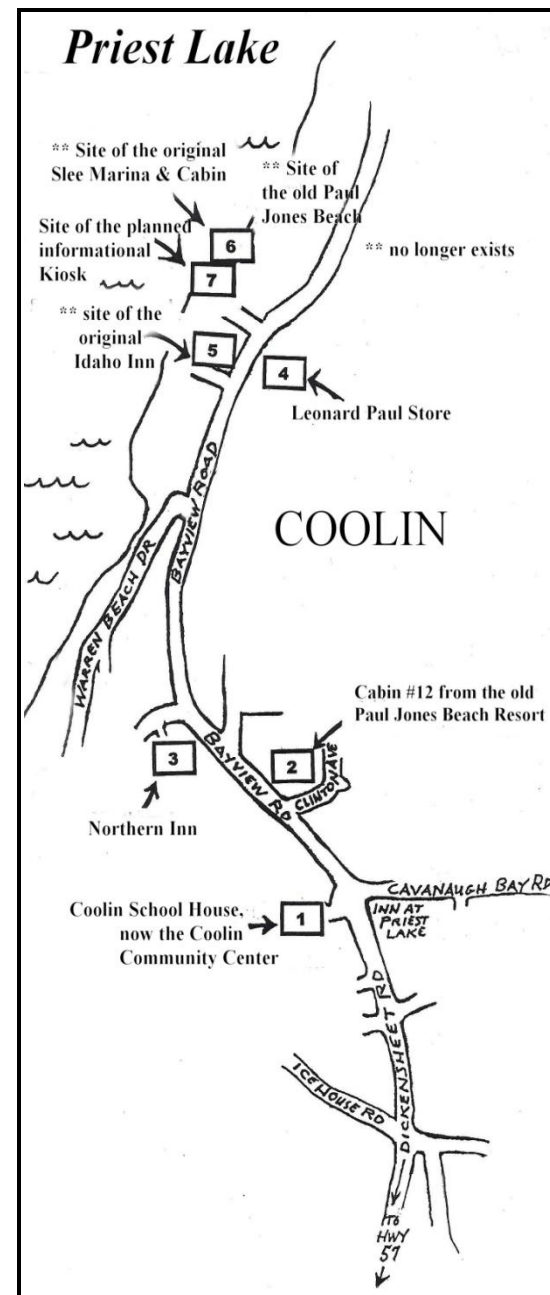 Priest Lake
** Site of the original
Slee Marina & Cabin
** Site of
the old Paul
Jones Beach
Site of the planned
informational
Kiosk
6
7
** no longer exists
** site of the
original
Idaho Inn
5
4
Leonard Paul Store
BAYVIEW ROAD
COOLIN
WARREN BEACH DR
Cabin #12 from the old
Paul Jones Beach Resort
3
BAYVIEW RD
2
CLINTON AVE
Northern Inn
CAVANAUGH BAY RD
Coolin School House,
now the Coolin
Community Center
1
INN AT
PRIEST
LAKE
DICKENSHEET RD
ICE HOUSE RD
TO
HWY
57